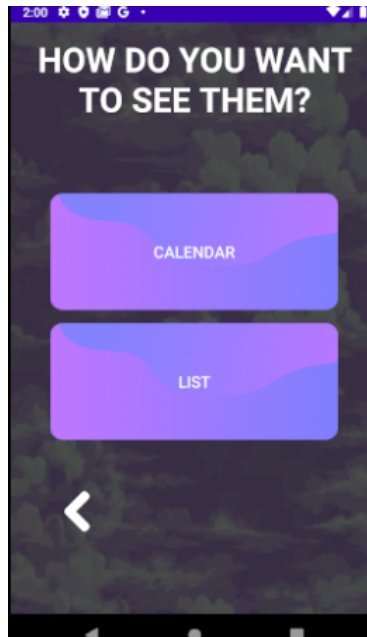 2:00 G
HOW DO YOU WANT
TO SEE THEM?
CALENDAR
LIST